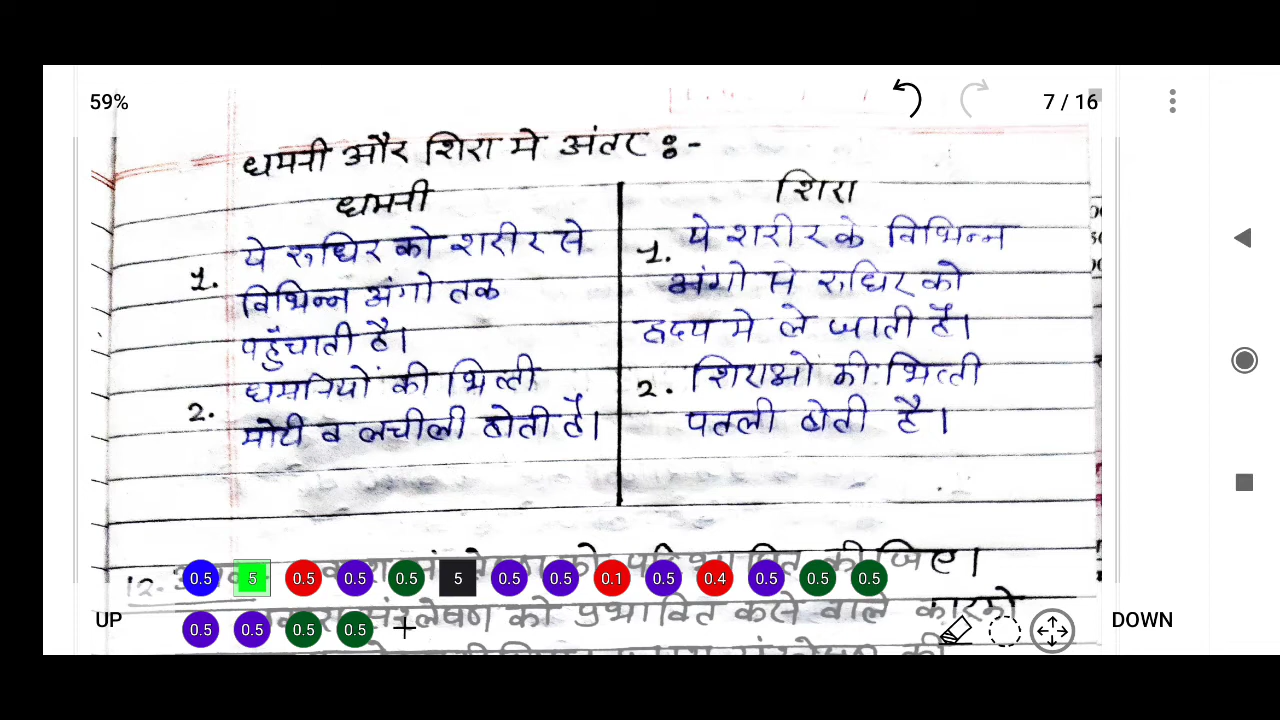 59%
7 / 16
धमनी और शिरा मे अंतर :-
धमनी
शिरा
1. ये रुधिर को शरीर से
विभिन्न अंगो तक
पहुँचाती है।
2. धमनियों की भित्ती
मोटी व लचीली होती है।
1. ये शरीर के विभिन्न
अंगो से रुधिर को
हृदय मे ले जाती है।
2. शिराओं की भित्ती
पतली होती है।
12. को परिभाषित कीजिए।
संश्लेषण को प्रभावित करने वाले कारको
की
0.5 5 0.5 0.5 0.5 5 0.5 0.5 0.1 0.5 0.4 0.5 0.5 0.5
UP 0.5 0.5 0.5 0.5 + DOWN